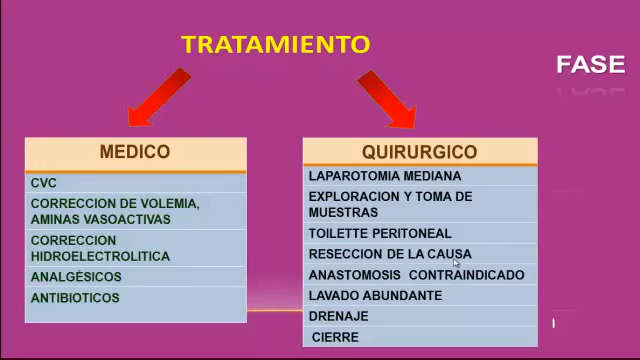 TRATAMIENTO
FASE
MEDICO
CVC
CORRECCION DE VOLEMIA,
AMINAS VASOACTIVAS
CORRECCION
HIDROELECTROLITICA
ANALGÉSICOS
ANTIBIOTICOS
QUIRURGICO
LAPAROTOMIA MEDIANA
EXPLORACION Y TOMA DE
MUESTRAS
TOILETTE PERITONEAL
RESECCION DE LA CAUSA
ANASTOMOSIS CONTRAINDICADO
LAVADO ABUNDANTE
DRENAJE
CIERRE